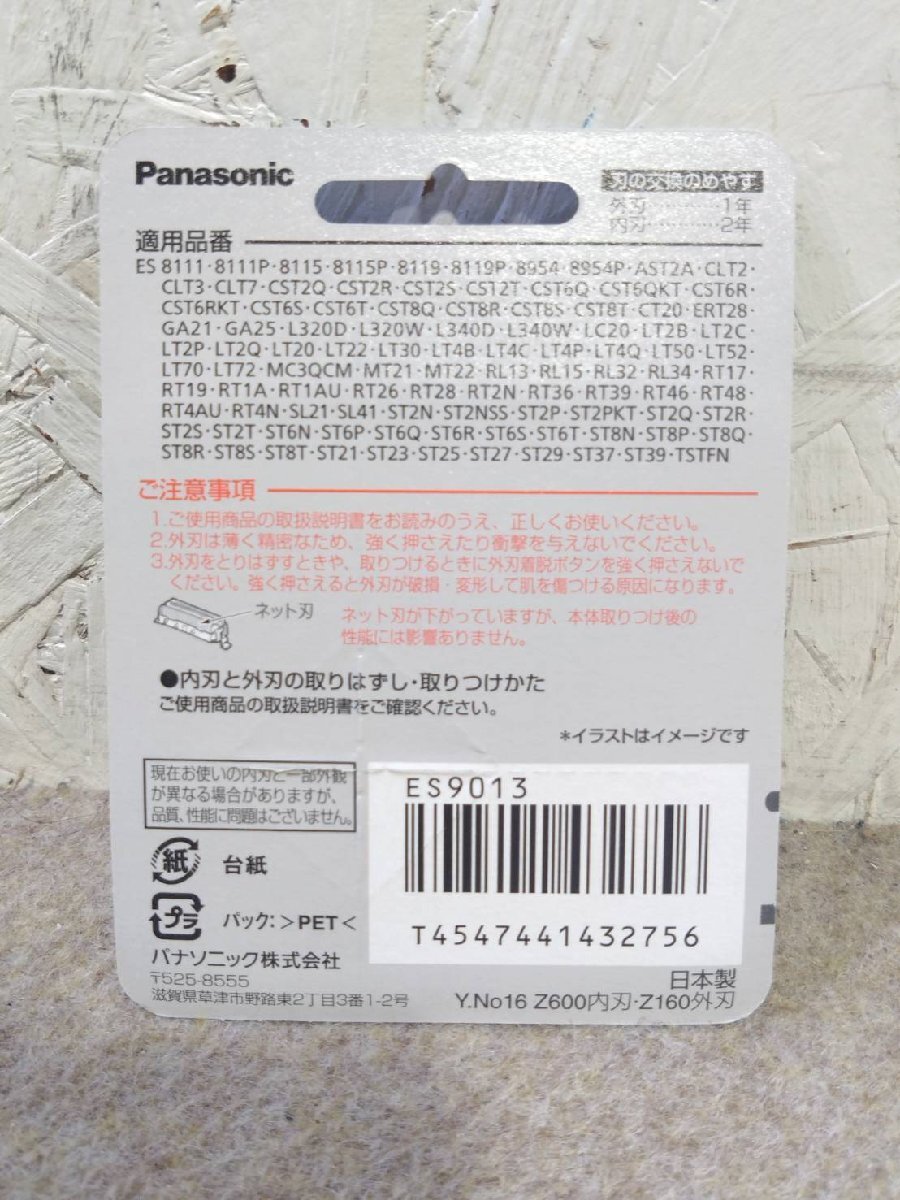 Panasonic
刃の交換のめやす
外刃…………1年
内刃…………2年
適用品番
ES 8111・8111P・8115・8115P・8119・8119P・8954・8954P・AST2A・CLT2・
CLT3・CLT7・CST2Q・CST2R・CST2S・CST2T・CST6Q・CST6QKT・CST6R・
CST6RKT・CST6S・CST6T・CST8Q・CST8R・CST8S・CST8T・CT20・ERT28・
GA21・GA25・L320D・L320W・L340D・L340W・LC20・LT2B・LT2C・
LT2P・LT2Q・LT20・LT22・LT30・LT4B・LT4C・LT4P・LT4Q・LT50・LT52・
LT70・LT72・MC3QCM・MT21・MT22・RL13・RL15・RL32・RL34・RT17・
RT19・RT1A・RT1AU・RT26・RT28・RT2N・RT36・RT39・RT46・RT48・
RT4AU・RT4N・SL21・SL41・ST2N・ST2NSS・ST2P・ST2PKT・ST2Q・ST2R・
ST2S・ST2T・ST6N・ST6P・ST6Q・ST6R・ST6S・ST6T・ST8N・ST8P・ST8Q・
ST8R・ST8S・ST8T・ST21・ST23・ST25・ST27・ST29・ST37・ST39・TSTFN
ご注意事項
1.ご使用商品の取扱説明書をお読みのうえ、正しくお使いください。
2.外刃は薄く精密なため、強く押さえたり衝撃を与えないでください。
3.外刃をとりはずすときや、取りつけるときに外刃着脱ボタンを強く押さえないで
ください。強く押さえると外刃が破損・変形して肌を傷つける原因になります。
ネット刃
ネット刃が下がっていますが、本体取りつけ後の
性能には影響ありません。
●内刃と外刃の取りはずし・取りつけかた
ご使用商品の取扱説明書をご確認ください。
*イラストはイメージです
現在お使いの内刃と一部外観
が異なる場合がありますが、
品質、性能に問題はございません。
紙
台紙
プラ
パック:>PET<
パナソニック株式会社
〒525-8555
滋賀県草津市野路東2丁目3番1-2号
ES9013
T4547441432756
日本製
Y.No16 Z600内刃・Z160外刃